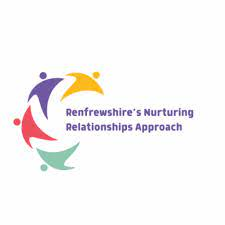 Renfrewshire's Nurturing
Relationships Approach